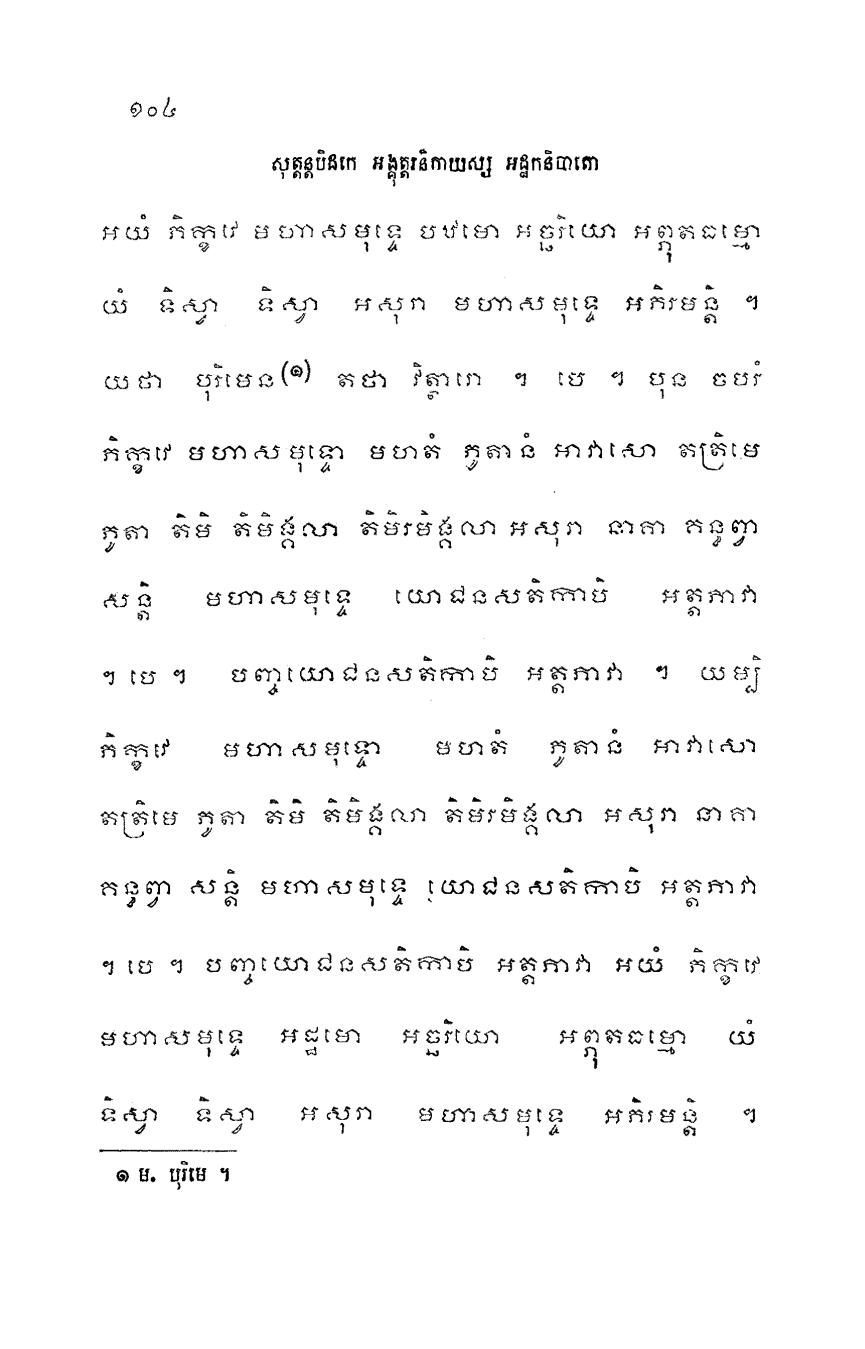 ១០៤
សុត្តន្តបិដកេ អង្គុត្តរនិកាយស្ស អដ្ឋកនិបាតោ
អយំ ភិក្ខវេ មហាសមុទ្ទេ បឋមោ អច្ឆរិយោ អព្ភុតធម្មោ
យំ ទិស្វា ទិស្វា អសុរា មហាសមុទ្ទេ អភិរមន្តិ ។
យថា បុរិមេន(១) តថា វិត្ថារោ ។ បេ ។ បុន ចបរំ
ភិក្ខវេ មហាសមុទ្ទោ មហតំ ភូតានំ អាវាសោ តត្រិមេ
ភូតា តិមិ តិមិង្គលា តិមិរមិង្គលា អសុរា នាគា គន្ធព្វា
សន្តិ មហាសមុទ្ទេ យោជនសតិកាបិ អត្តភាវា
។ បេ ។ បញ្ចយោជនសតិកាបិ អត្តភាវា ។ យម្បិ
ភិក្ខវេ មហាសមុទ្ទោ មហតំ ភូតានំ អាវាសោ
តត្រិមេ ភូតា តិមិ តិមិង្គលា តិមិរមិង្គលា អសុរា នាគា
គន្ធព្វា សន្តិ មហាសមុទ្ទេ យោជនសតិកាបិ អត្តភាវា
។ បេ ។ បញ្ចយោជនសតិកាបិ អត្តភាវា អយំ ភិក្ខវេ
មហាសមុទ្ទេ អដ្ឋមោ អច្ឆរិយោ អព្ភុតធម្មោ យំ
ទិស្វា ទិស្វា អសុរា មហាសមុទ្ទេ អភិរមន្តិ ។
១ ម. បុរិមេ ។